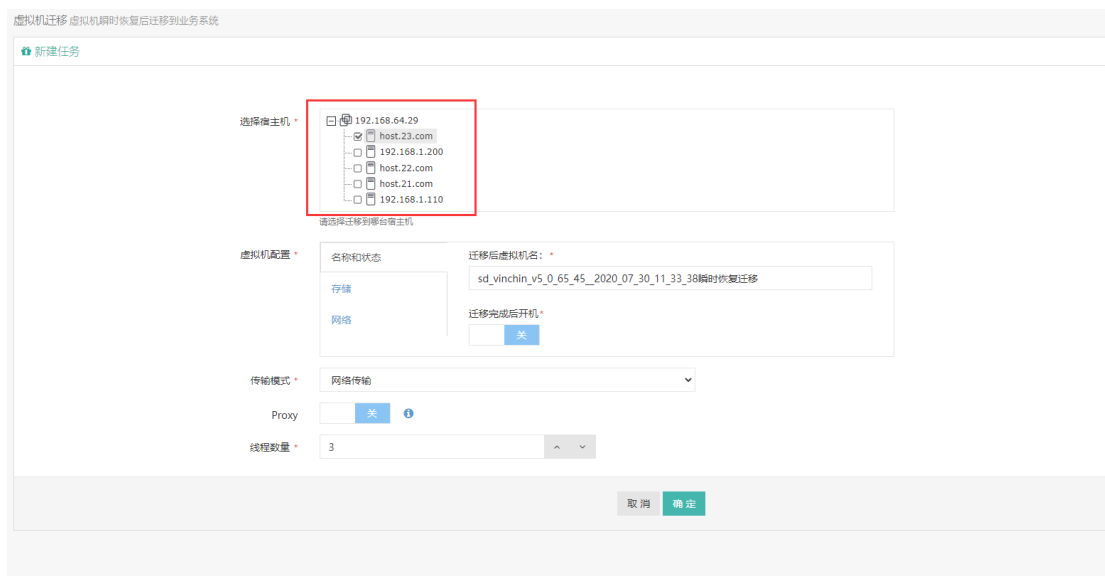 虚拟机迁移 虚拟机瞬时恢复后迁移到业务系统
新建任务
选择宿主机 *
192.168.64.29
host.23.com
192.168.1.200
host.22.com
host.21.com
192.168.1.110
请选择迁移到哪台宿主机
虚拟机配置 *
名称和状态
存储
网络
迁移后虚拟机名: *
sd_vinchin_v5_0_65_45__2020_07_30_11_33_38瞬时恢复迁移
迁移完成后开机*
关
传输模式 *
网络传输
Proxy
关
线程数量 *
3
取消 确定